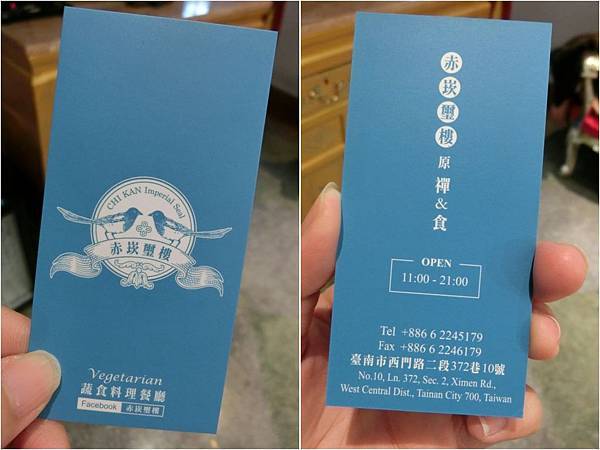 CHI KAN Imperial Seal
赤崁璽樓
Vegetarian
蔬食料理餐廳
Facebook 赤崁璽樓
赤崁璽樓 原禪&食
OPEN
11:00 - 21:00
Tel +886 6 2245179
Fax +886 6 2246179
臺南市西門路二段372巷10號
No.10, Ln. 372, Sec. 2, Ximen Rd.,
West Central Dist., Tainan City 700, Taiwan